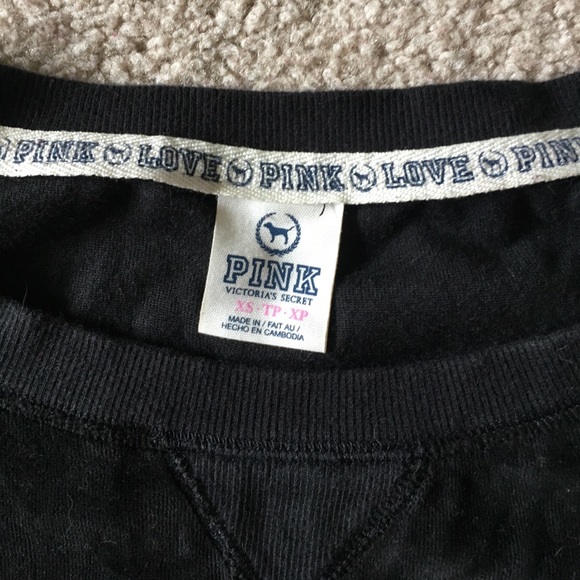 PINK LOVE PINK LOVE PINK
PINK
VICTORIA'S SECRET
XS · TP · XP
MADE IN / FAIT AU /
HECHO EN CAMBODIA